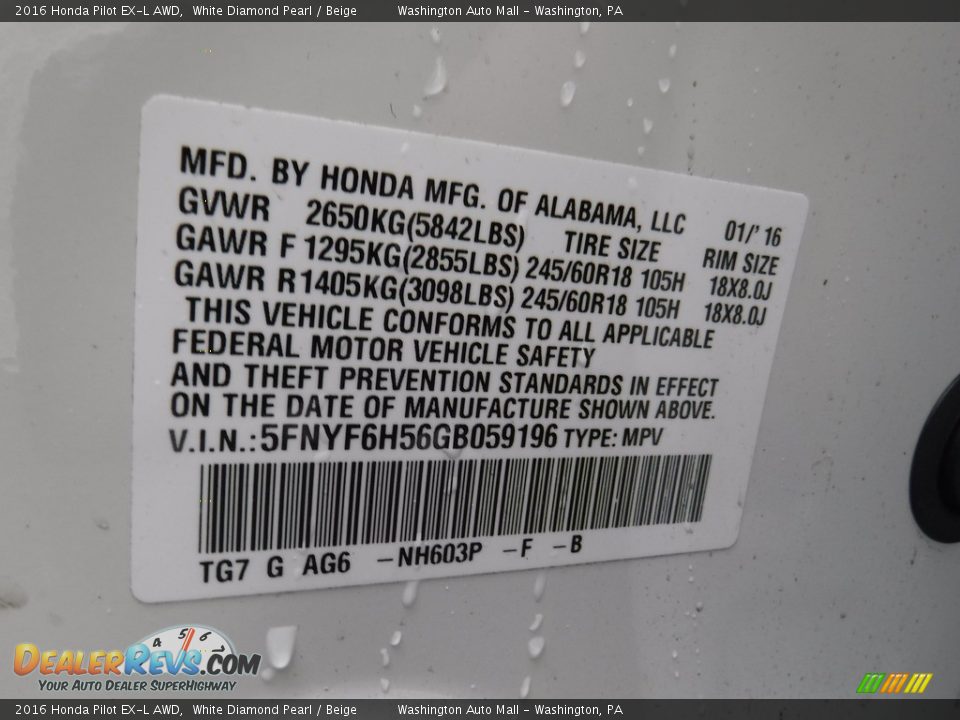 2016 Honda Pilot EX-L AWD, White Diamond Pearl / Beige Washington Auto Mall - Washington, PA
MFD. BY HONDA MFG. OF ALABAMA, LLC 01/' 16
GVWR 2650KG(5842LBS) TIRE SIZE RIM SIZE
GAWR F 1295KG(2855LBS) 245/60R18 105H 18X8.0J
GAWR R 1405KG(3098LBS) 245/60R18 105H 18X8.0J
THIS VEHICLE CONFORMS TO ALL APPLICABLE
FEDERAL MOTOR VEHICLE SAFETY
AND THEFT PREVENTION STANDARDS IN EFFECT
ON THE DATE OF MANUFACTURE SHOWN ABOVE.
V.I.N.: 5FNYF6H56GB059196 TYPE: MPV
TG7 G AG6 -NH603P -F -B
4 5 6
DEALERREVS.COM
YOUR AUTO DEALER SUPERHIGHWAY
2016 Honda Pilot EX-L AWD, White Diamond Pearl / Beige Washington Auto Mall - Washington, PA